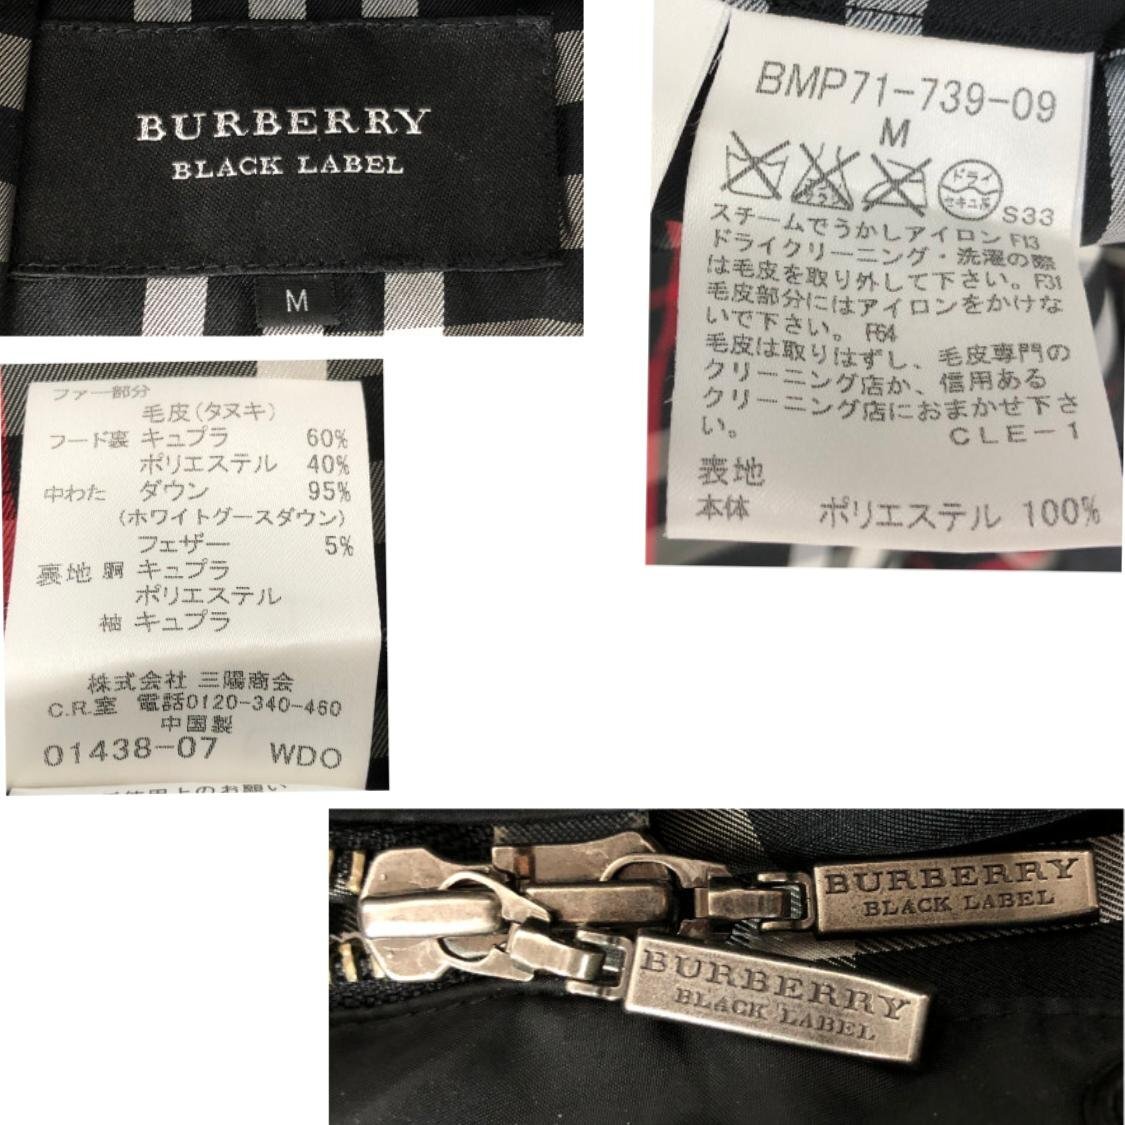 BURBERRY
BLACK LABEL
M
BMP71-739-09
M
ドライ
セキユ系
S33
スチームでうかしアイロン F13
ドライクリーニング・洗濯の際
は毛皮を取り外して下さい。F31
毛皮部分にはアイロンをかけな
いで下さい。 F64
毛皮は取りはずし、毛皮専門の
クリーニング店か、信用ある
クリーニング店におまかせ下さ
い。
CLE-1
表地
本体 ポリエステル 100%
ファー部分
毛皮(タヌキ)
フード裏 キュプラ 60%
ポリエステル 40%
中わた ダウン 95%
(ホワイトグースダウン)
フェザー 5%
裏地 胴 キュプラ
ポリエステル
袖 キュプラ
株式会社 三陽商会
C.R.室 電話0120-340-460
中国製
01438-07 WDO
BURBERRY
BLACK LABEL
BURBERRY
BLACK LABEL